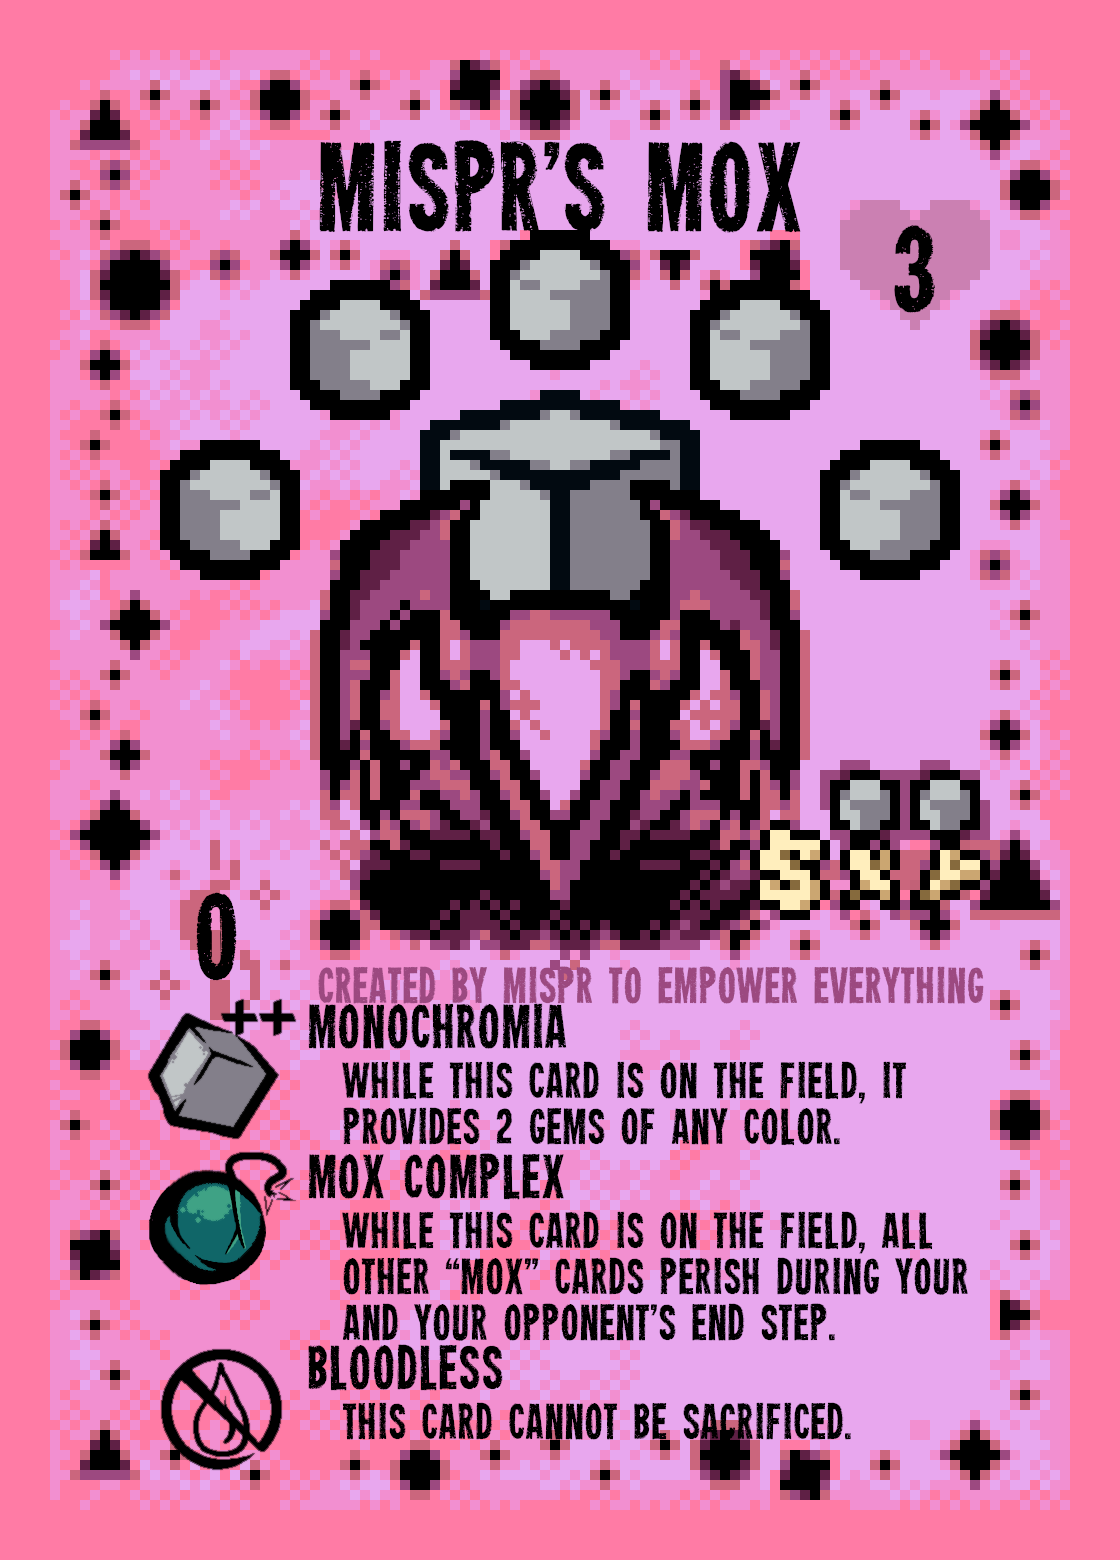 MISPR'S MOX
3
SXY
0
CREATED BY MISPR TO EMPOWER EVERYTHING
++
MONOCHROMIA
WHILE THIS CARD IS ON THE FIELD, IT
PROVIDES 2 GEMS OF ANY COLOR.
MOX COMPLEX
WHILE THIS CARD IS ON THE FIELD, ALL
OTHER “MOX” CARDS PERISH DURING YOUR
AND YOUR OPPONENT'S END STEP.
BLOODLESS
THIS CARD CANNOT BE SACRIFICED.